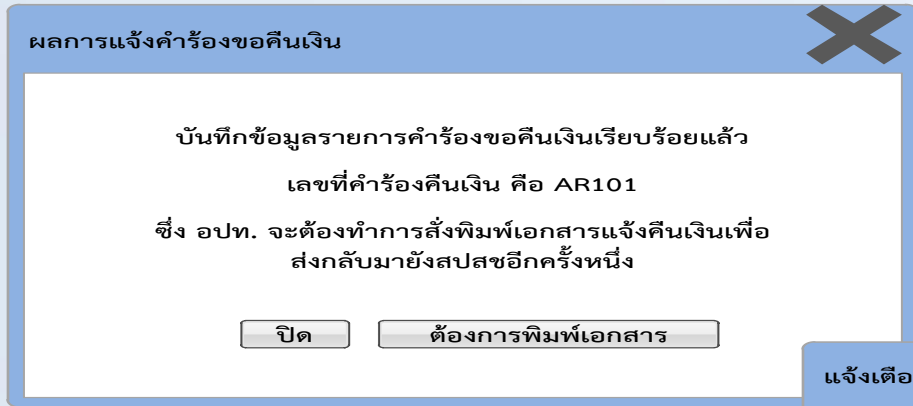 ผลการแจ้งคำร้องขอคืนเงิน
บันทึกข้อมูลรายการคำร้องขอคืนเงินเรียบร้อยแล้ว
เลขที่คำร้องคืนเงิน คือ AR101
ซึ่ง อปท. จะต้องทำการสั่งพิมพ์เอกสารแจ้งคืนเงินเพื่อ
ส่งกลับมายังสปสชอีกครั้งหนึ่ง
ปิด
ต้องการพิมพ์เอกสาร
แจ้งเตือ